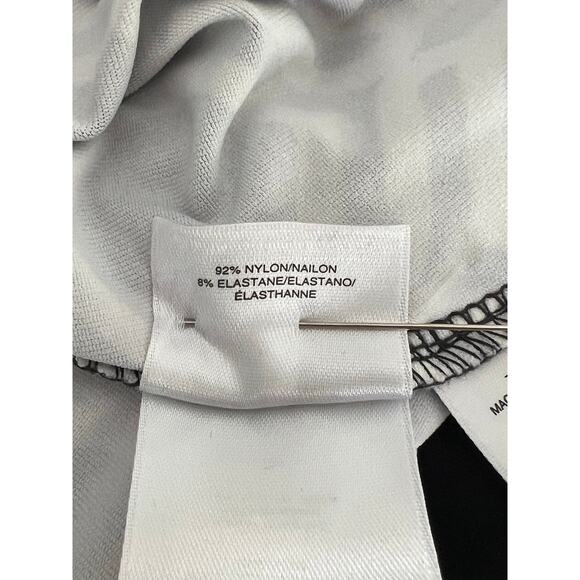 92% NYLON/NAILON
8% ELASTANE/ELASTANO/
ÉLASTHANNE